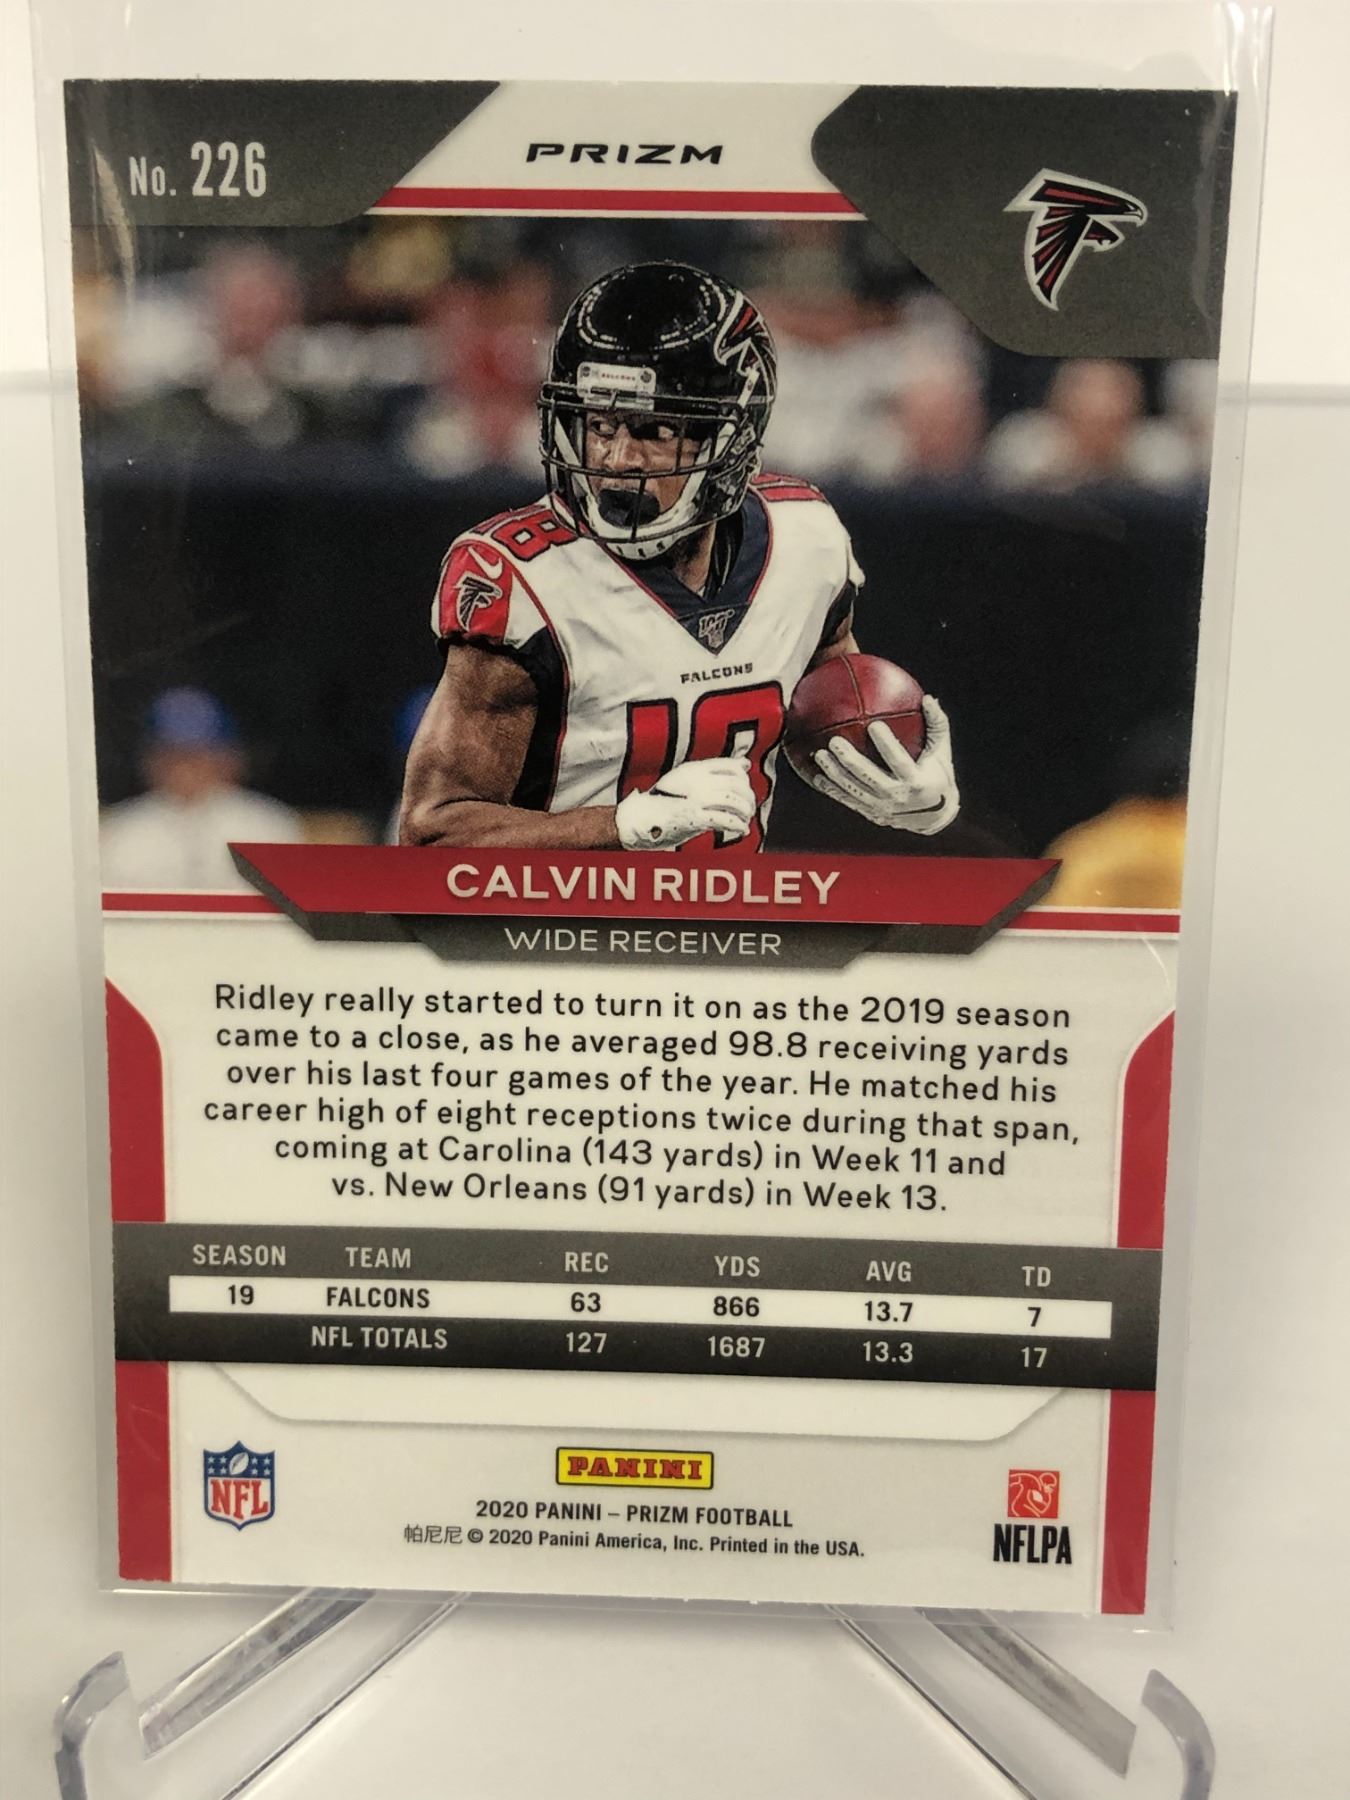 No. 226
PRIZM
18
FALCONS
18
CALVIN RIDLEY
WIDE RECEIVER
Ridley really started to turn it on as the 2019 season
came to a close, as he averaged 98.8 receiving yards
over his last four games of the year. He matched his
career high of eight receptions twice during that span,
coming at Carolina (143 yards) in Week 11 and
vs. New Orleans (91 yards) in Week 13.
SEASON TEAM REC YDS AVG TD
19 FALCONS 63 866 13.7 7
NFL TOTALS 127 1687 13.3 17
NFL
PANINI
NFLPA
2020 PANINI – PRIZM FOOTBALL
帕尼尼 © 2020 Panini America, Inc. Printed in the USA.